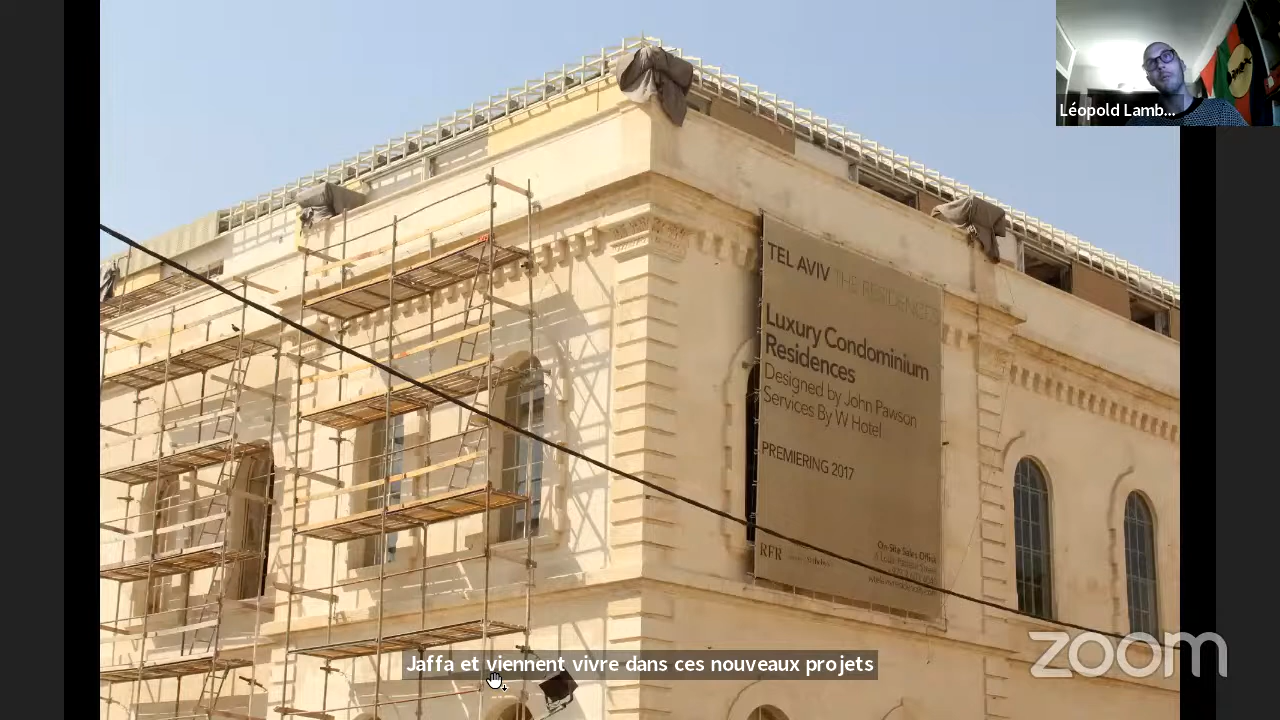 Léopold Lamb...
TEL AVIV THE RESIDENCES
Luxury Condominium
Residences
Designed by John Pawson
Services By W Hotel
PREMIERING 2017
RFR
On-Site Sales Office
zoom
Jaffa et viennent vivre dans ces nouveaux projets